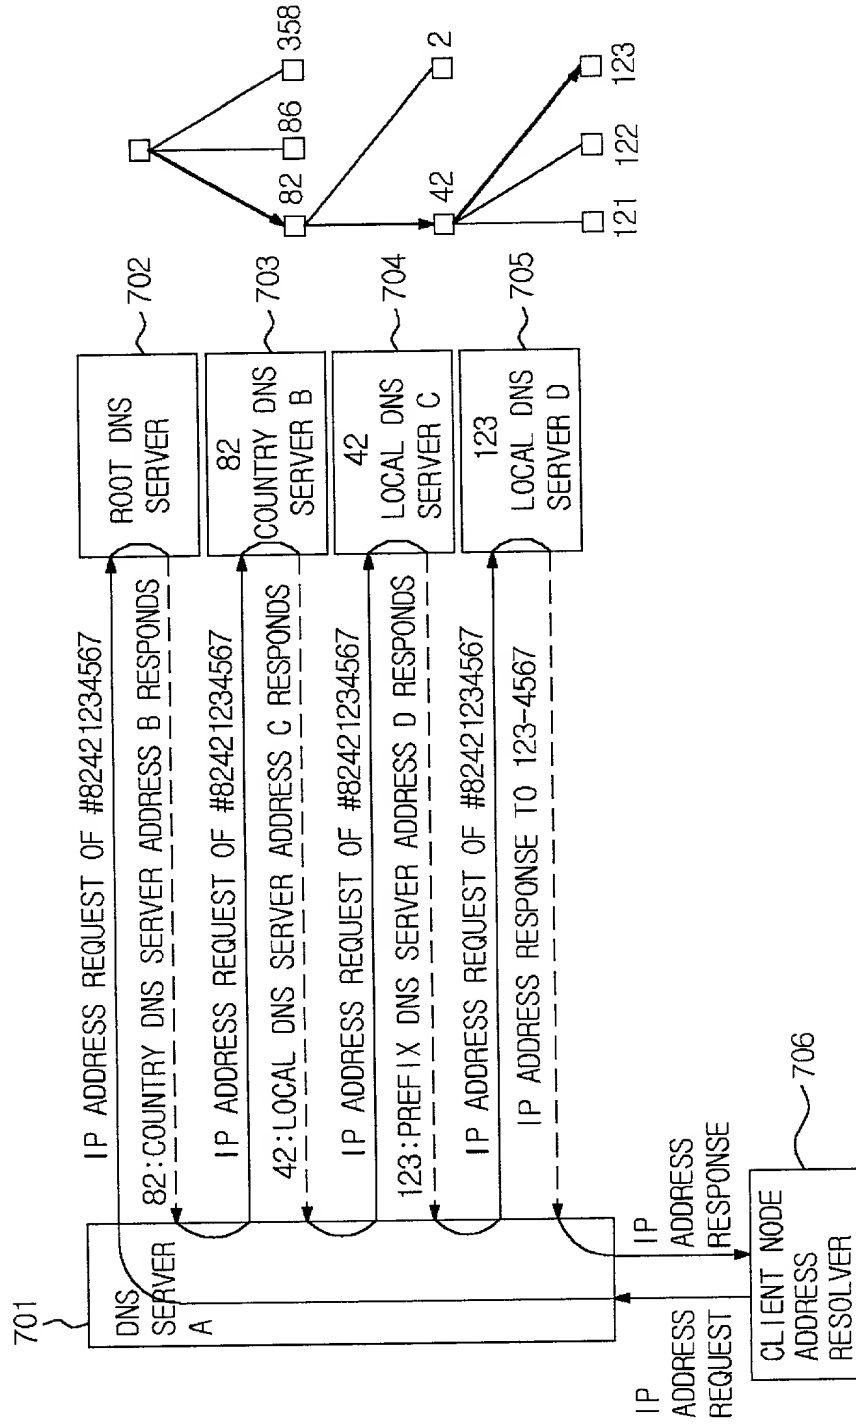 701
DNS
SERVER
A
IP ADDRESS REQUEST OF #82421234567
82:COUNTRY DNS SERVER ADDRESS B RESPONDS
IP ADDRESS REQUEST OF #82421234567
42:LOCAL DNS SERVER ADDRESS C RESPONDS
IP ADDRESS REQUEST OF #82421234567
123:PREFIX DNS SERVER ADDRESS D RESPONDS
IP ADDRESS REQUEST OF #82421234567
IP ADDRESS RESPONSE TO 123-4567
ROOT DNS
SERVER
702
82
COUNTRY DNS
SERVER B
703
42
LOCAL DNS
SERVER C
704
123
LOCAL DNS
SERVER D
705
82
86
358
42
2
121
122
123
IP
ADDRESS
REQUEST
IP
ADDRESS
RESPONSE
CLIENT NODE
ADDRESS
RESOLVER
706